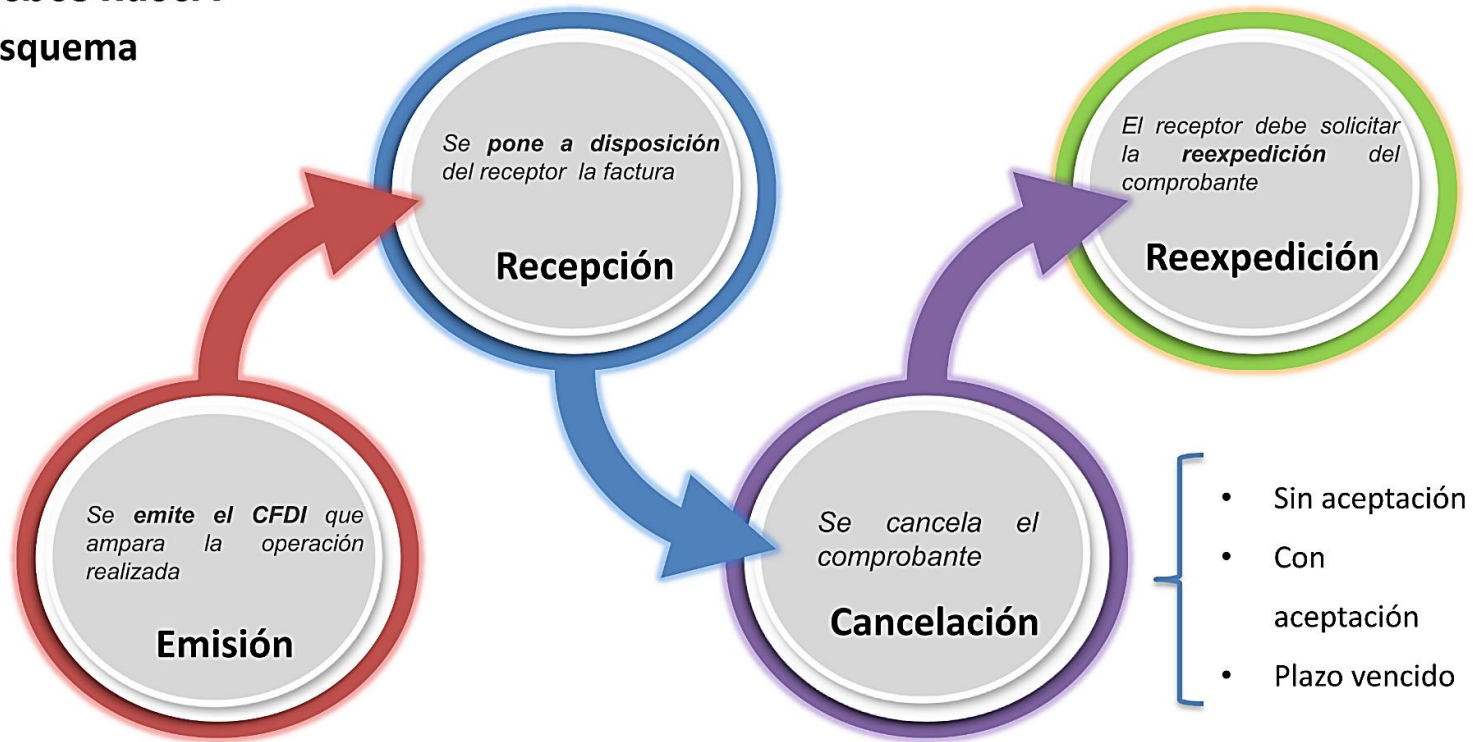 squema
Se pone a disposición
del receptor la factura
Recepción
El receptor debe solicitar
la reexpedición del
comprobante
Reexpedición
Se emite el CFDI que
ampara la operación
realizada
Emisión
Se cancela el
comprobante
Cancelación
• Sin aceptación
• Con
aceptación
• Plazo vencido